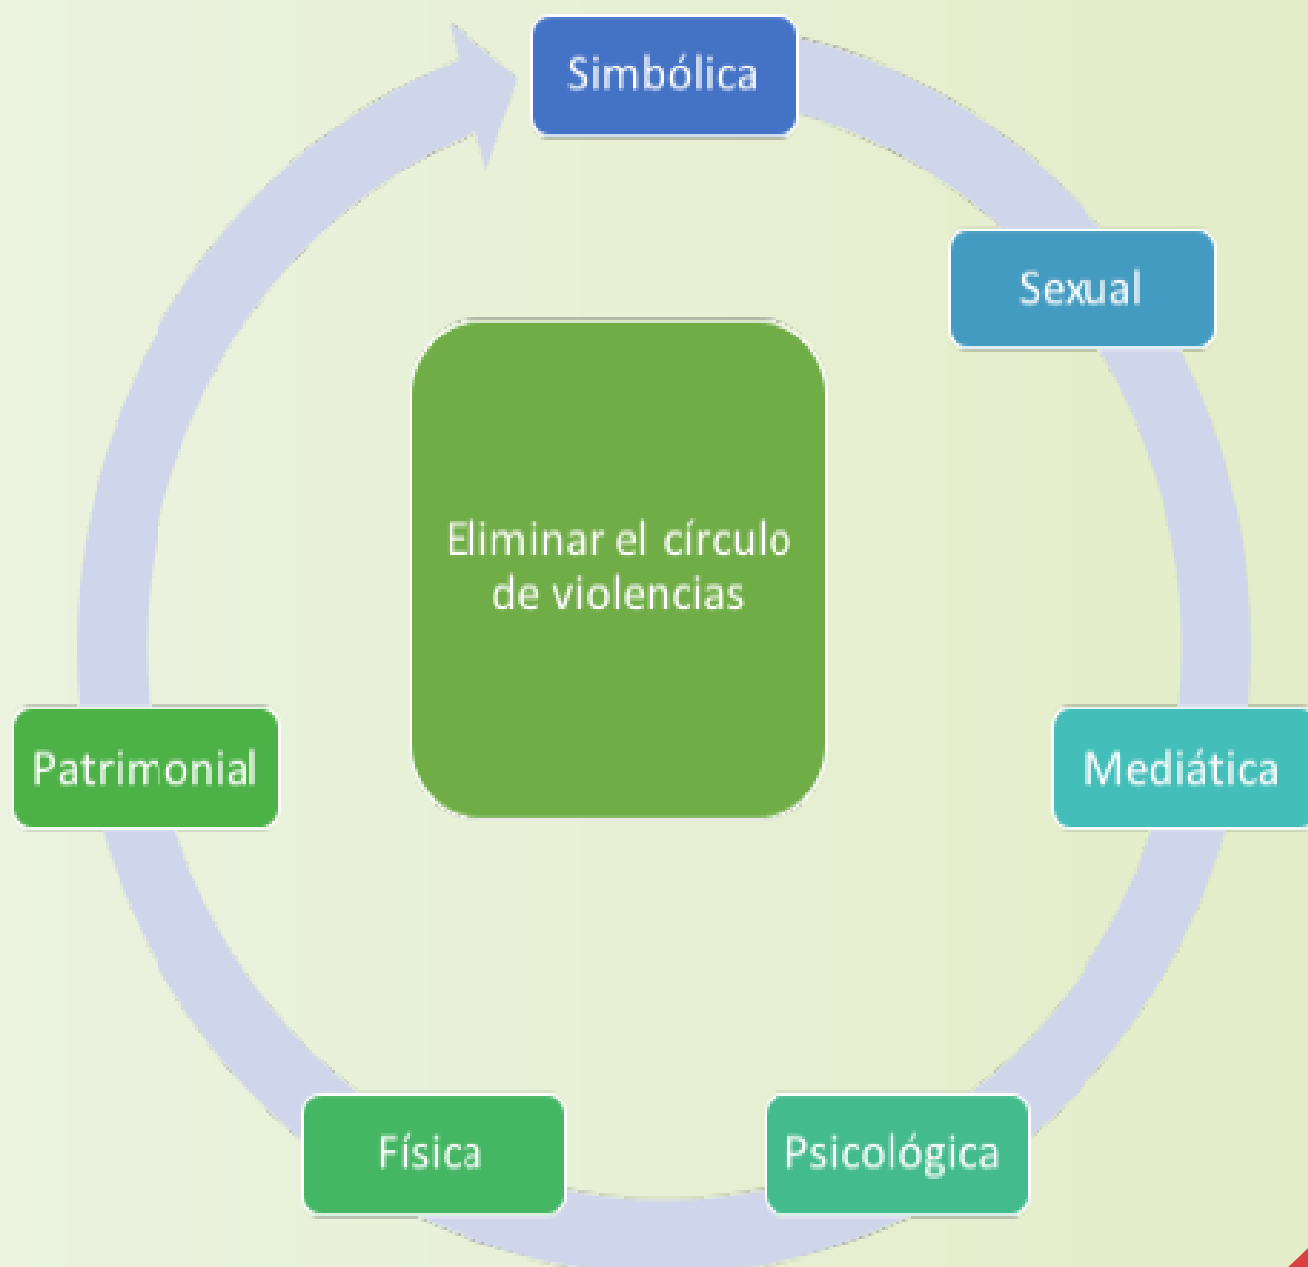 Simbólica
Sexual
Eliminar el círculo
de violencias
Patrimonial
Mediática
Física
Psicológica